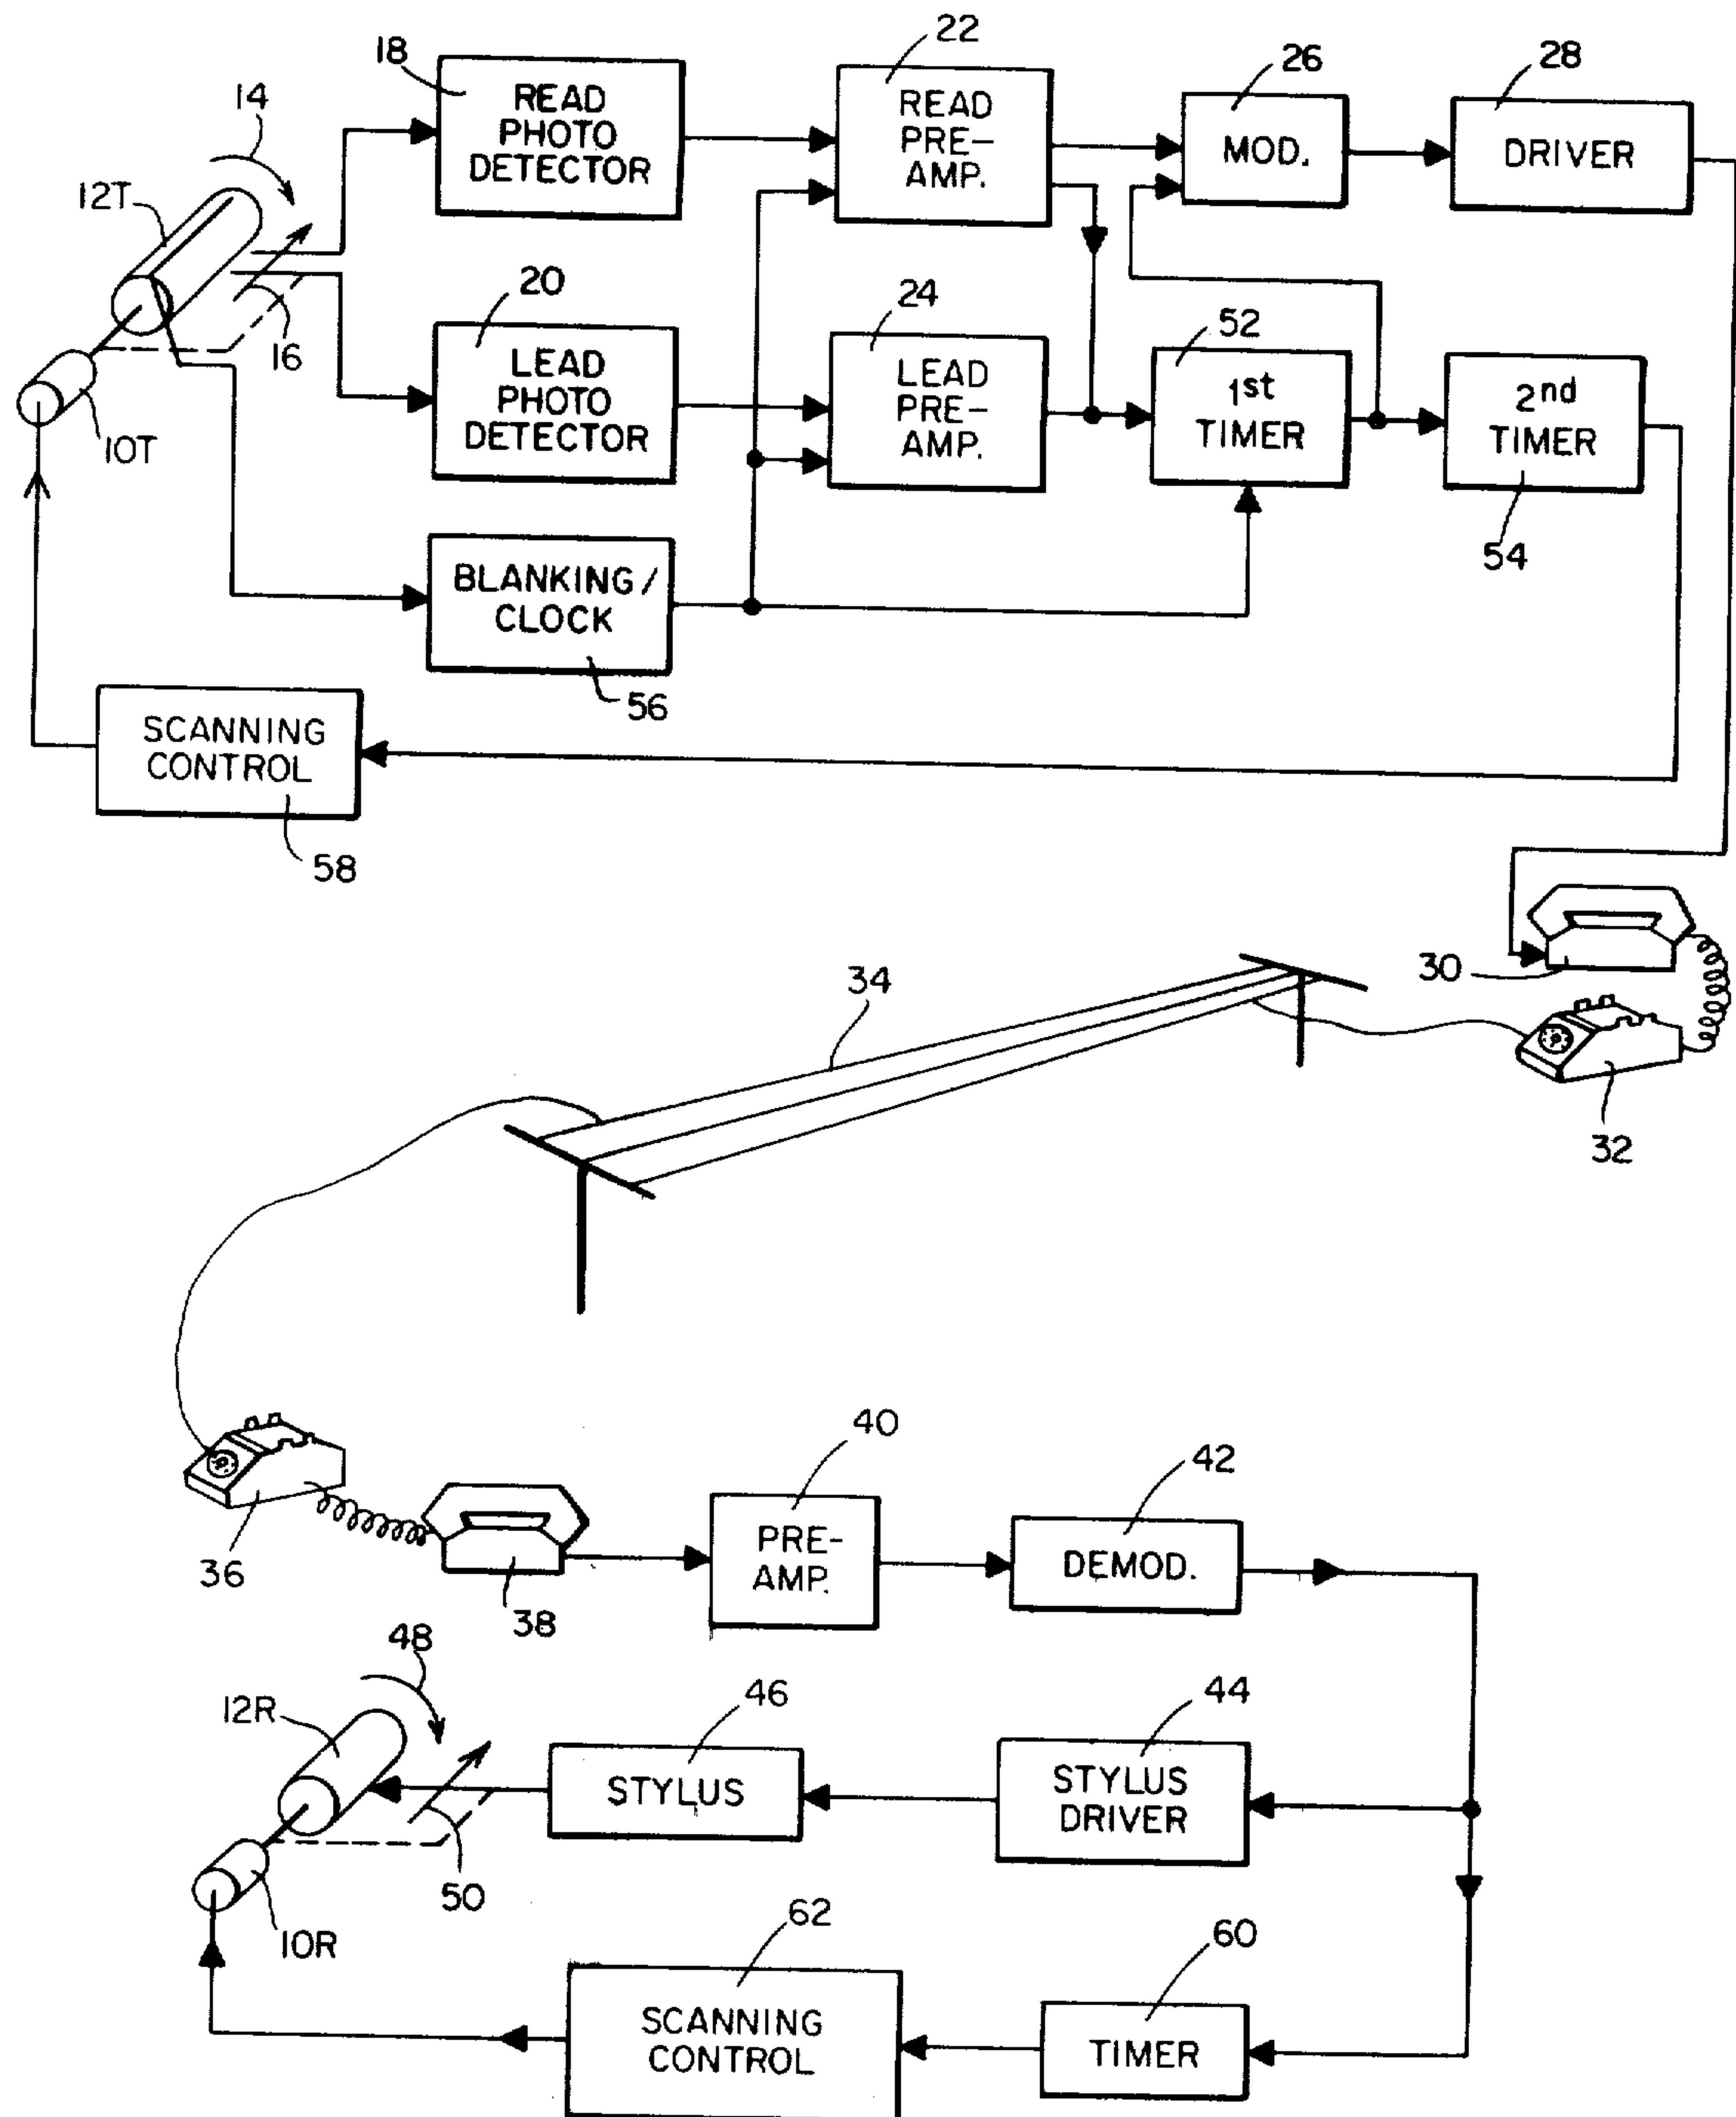 22
18
26
28
14
READ
PHOTO
DETECTOR
READ
PRE-
AMP.
MOD.
DRIVER
12T
20
24
52
16
LEAD
PHOTO
DETECTOR
LEAD
PRE-
AMP.
1st
TIMER
2nd
TIMER
10T
54
BLANKING/
CLOCK
56
SCANNING
CONTROL
58
34
30
32
40
42
36
PRE-
AMP.
DEMOD.
38
48
12R
46
44
STYLUS
STYLUS
DRIVER
50
10R
62
60
SCANNING
CONTROL
TIMER